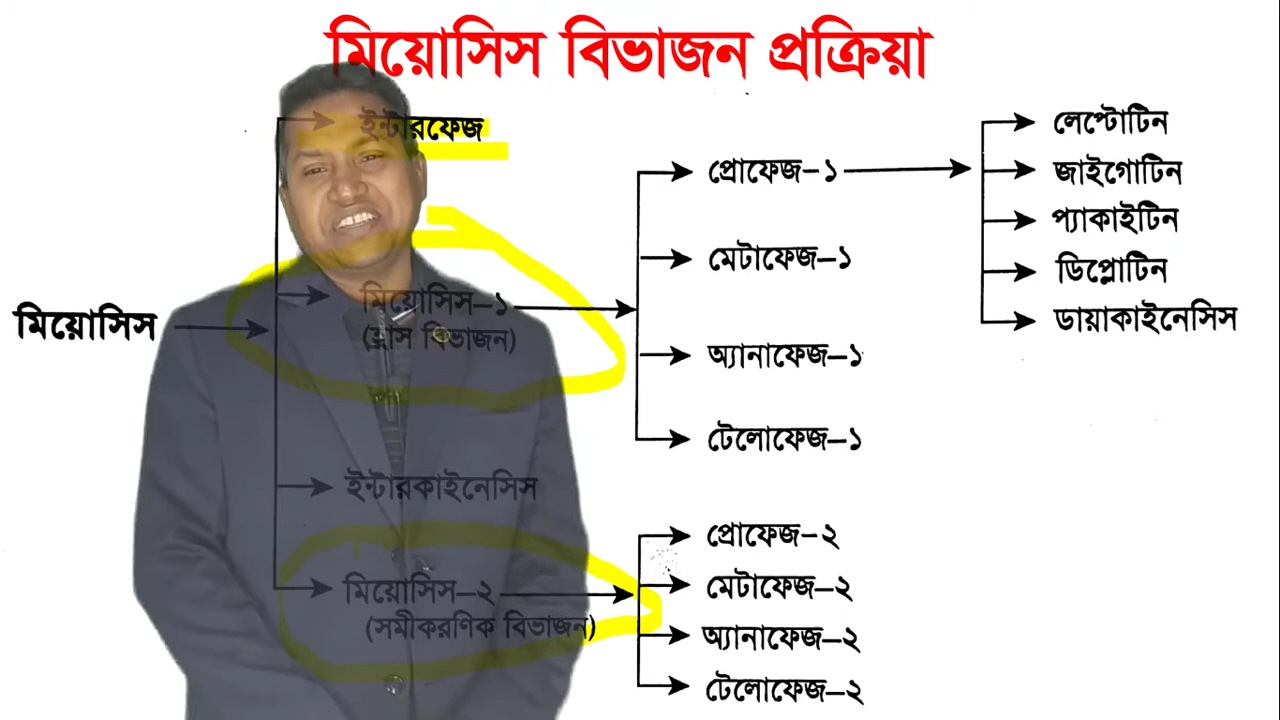 মিয়োসিস বিভাজন প্রক্রিয়া
মিয়োসিস
ইন্টারফেজ
মিয়োসিস-১
(হ্রাস বিভাজন)
ইন্টারকাইনেসিস
মিয়োসিস-২
(সমীকরণিক বিভাজন)
প্রোফেজ-১
মেটাফেজ-১
অ্যানাফেজ-১
টেলোফেজ-১
লেপ্টোটিন
জাইগোটিন
প্যাকাইটিন
ডিপ্লোটিন
ডায়াকাইনেসিস
প্রোফেজ-২
মেটাফেজ-২
অ্যানাফেজ-২
টেলোফেজ-২